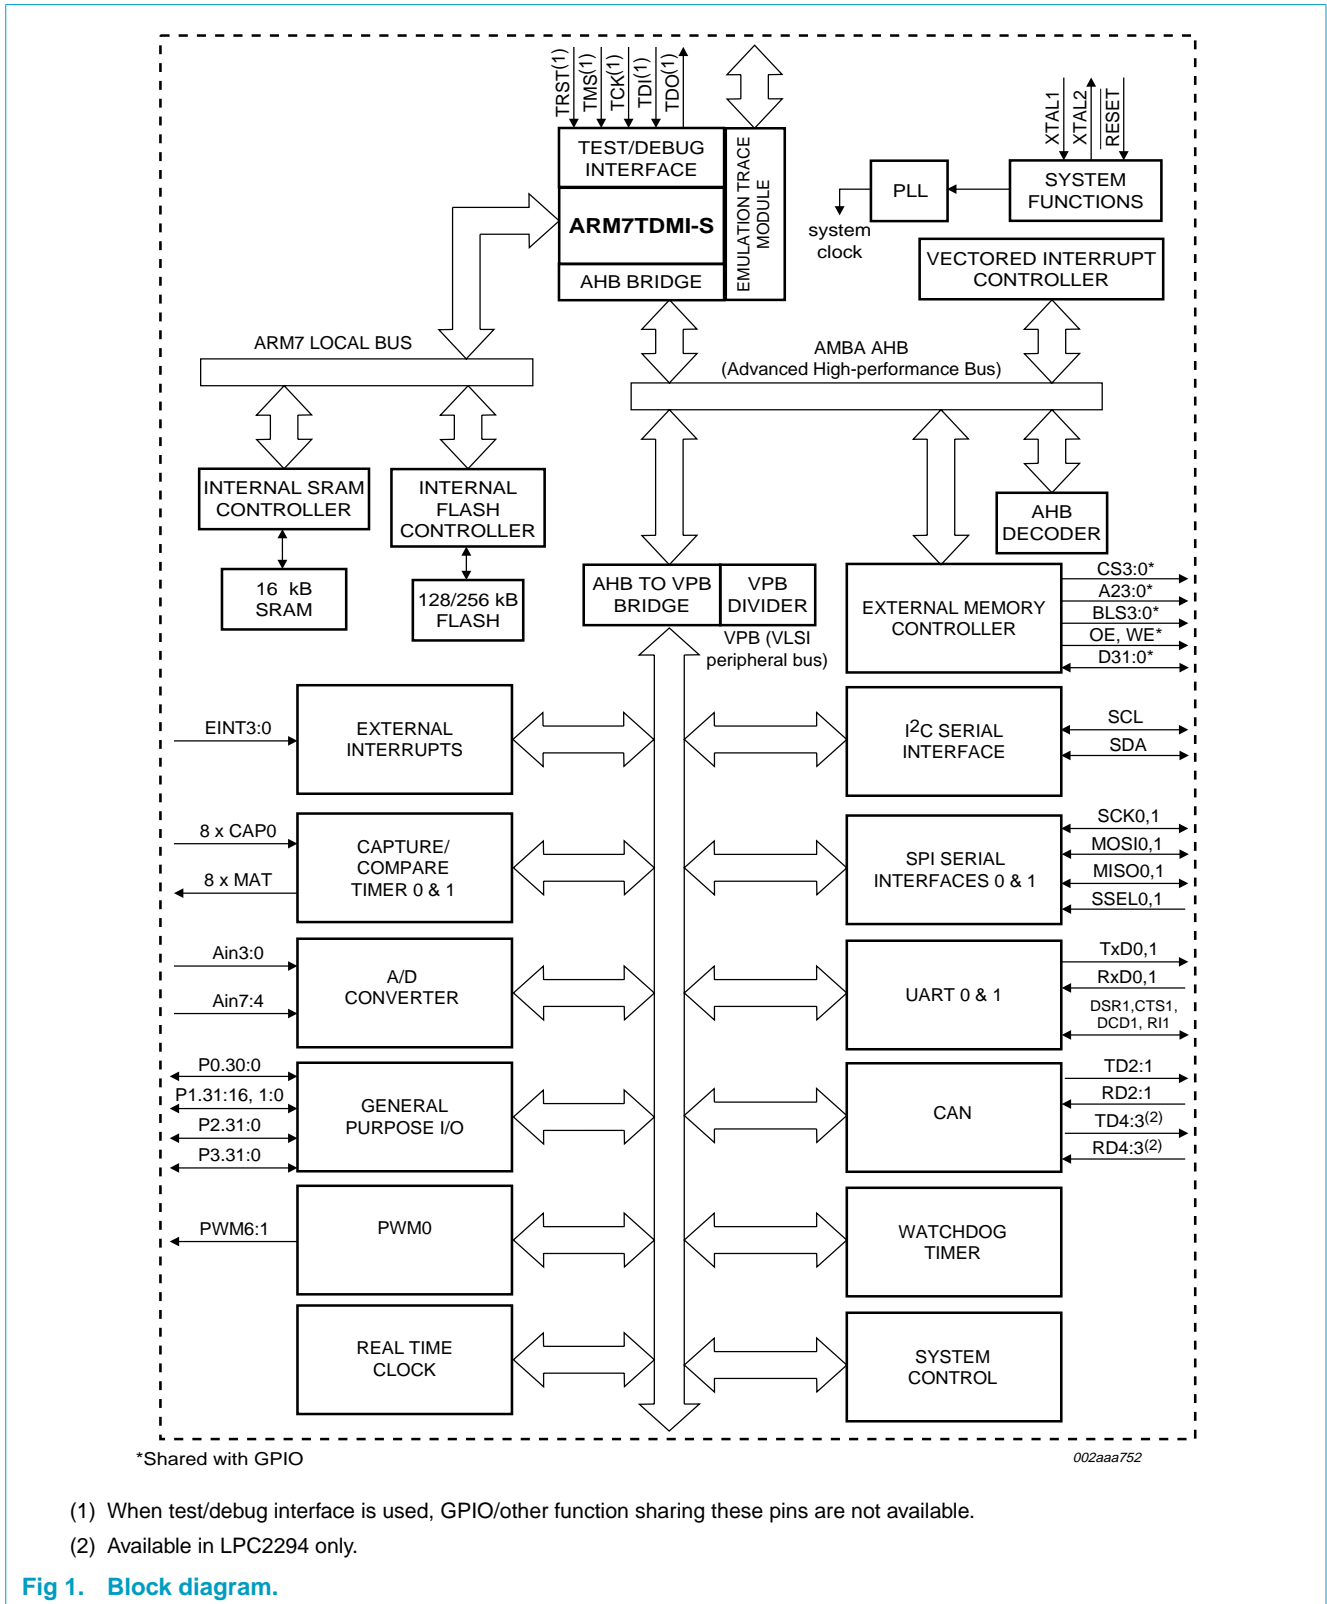 TRST(1)
TMS(1)
TCK(1)
TDI(1)
TDO(1)
XTAL1
XTAL2
RESET
TEST/DEBUG
INTERFACE
EMULATION TRACE
MODULE
ARM7TDMI-S
AHB BRIDGE
PLL
SYSTEM
FUNCTIONS
system
clock
VECTORED INTERRUPT
CONTROLLER
ARM7 LOCAL BUS
AMBA AHB
(Advanced High-performance Bus)
INTERNAL SRAM
CONTROLLER
INTERNAL
FLASH
CONTROLLER
AHB
DECODER
16 kB
SRAM
128/256 kB
FLASH
AHB TO VPB
BRIDGE
VPB
DIVIDER
VPB (VLSI
peripheral bus)
EXTERNAL MEMORY
CONTROLLER
CS3:0*
A23:0*
BLS3:0*
OE, WE*
D31:0*
EINT3:0
EXTERNAL
INTERRUPTS
I2C SERIAL
INTERFACE
SCL
SDA
8 x CAP0
8 x MAT
CAPTURE/
COMPARE
TIMER 0 & 1
SPI SERIAL
INTERFACES 0 & 1
SCK0,1
MOSI0,1
MISO0,1
SSEL0,1
Ain3:0
Ain7:4
A/D
CONVERTER
UART 0 & 1
TxD0,1
RxD0,1
DSR1,CTS1,
DCD1, RI1
P0.30:0
P1.31:16, 1:0
P2.31:0
P3.31:0
GENERAL
PURPOSE I/O
CAN
TD2:1
RD2:1
TD4:3(2)
RD4:3(2)
PWM6:1
PWM0
WATCHDOG
TIMER
REAL TIME
CLOCK
SYSTEM
CONTROL
*Shared with GPIO
002aaa752
(1) When test/debug interface is used, GPIO/other function sharing these pins are not available.
(2) Available in LPC2294 only.
Fig 1. Block diagram.